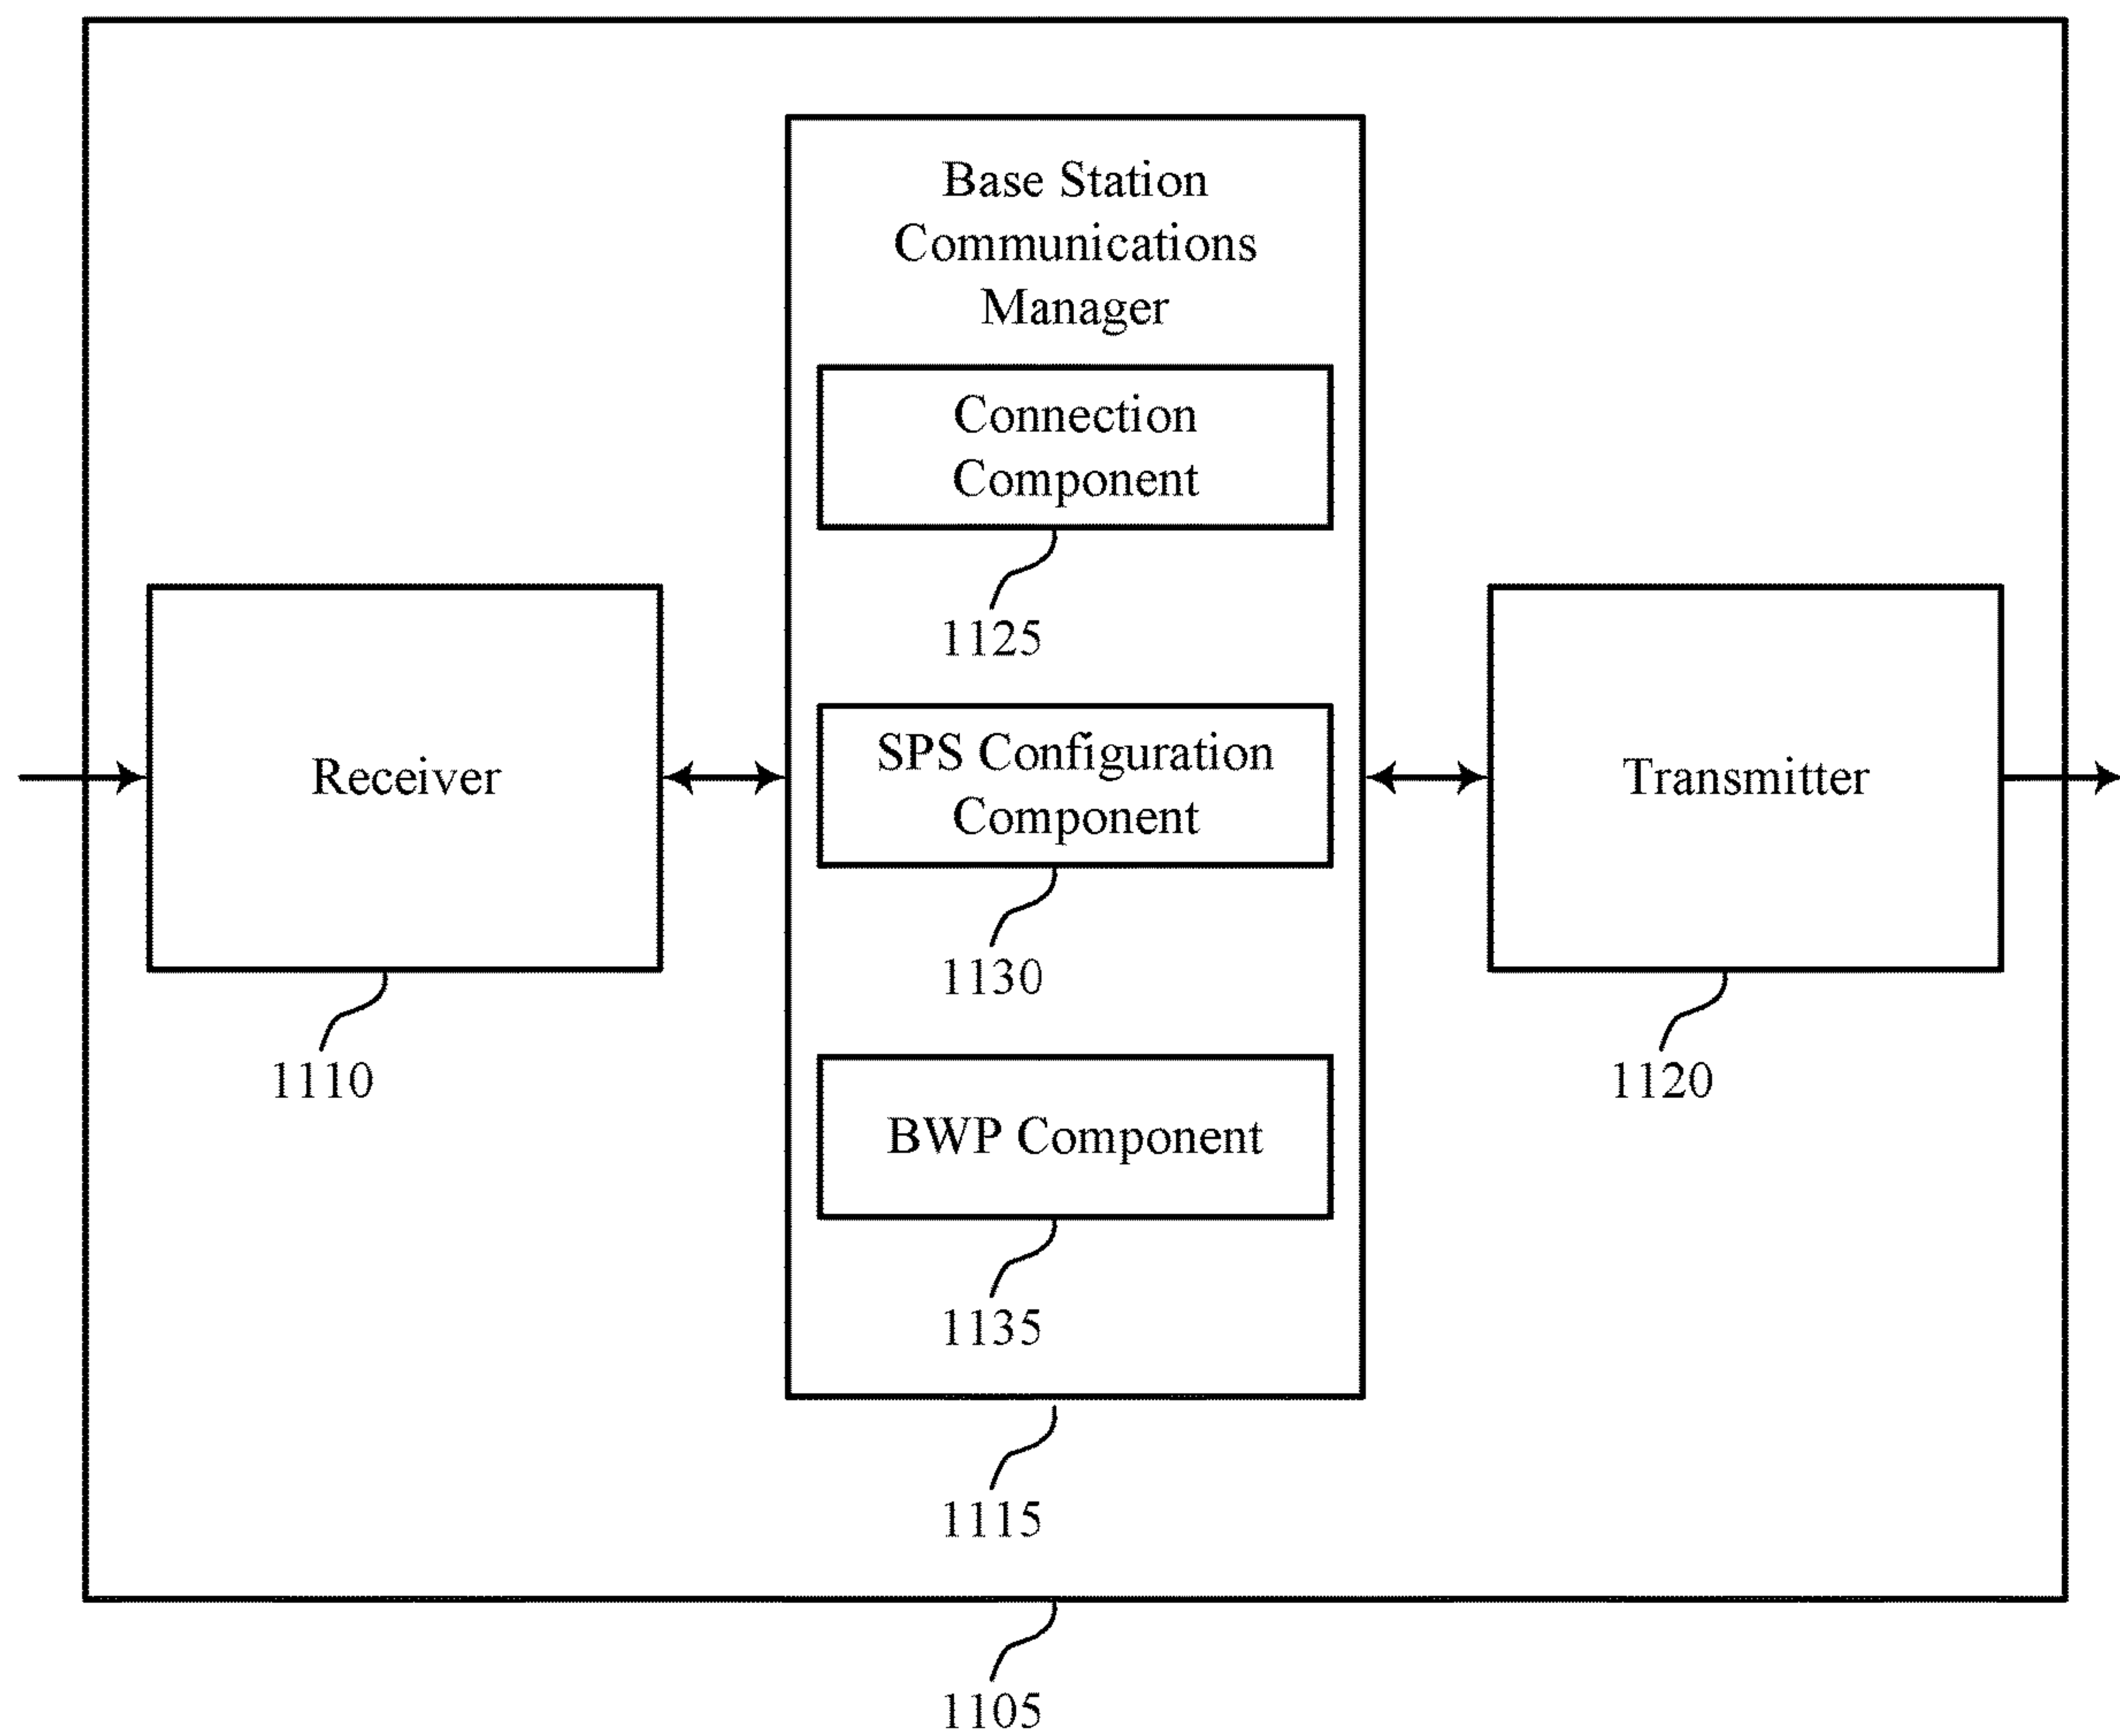 Base Station
Communications
Manager
Connection
Component
1125
Receiver
1110
SPS Configuration
Component
1130
Transmitter
1120
BWP Component
1135
1115
1105